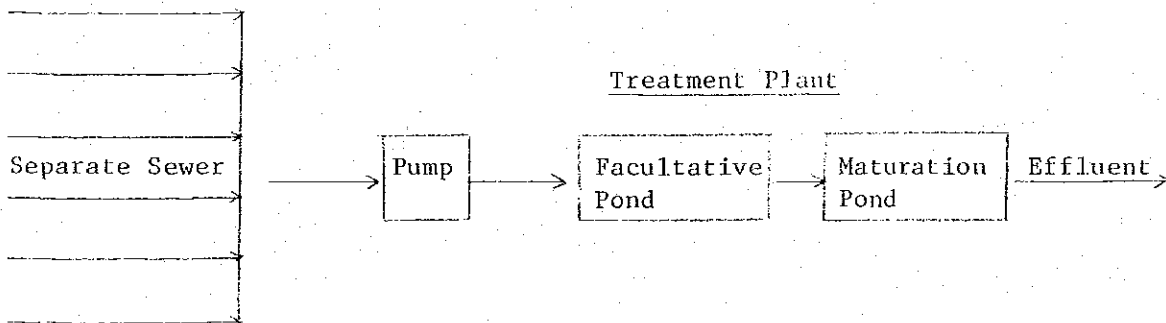 Treatment Plant
Separate Sewer
Pump
Facultative
Pond
Maturation
Pond
Effluent